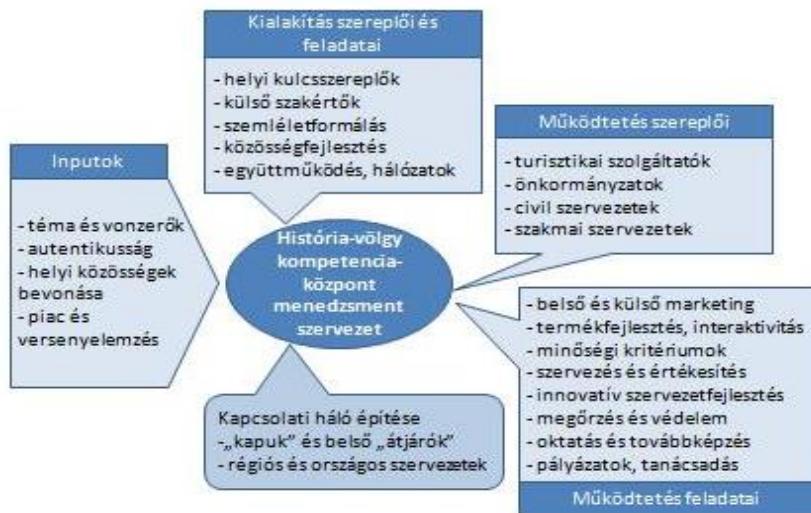 Kialakítás szereplői és
feladatai
- helyi kulcsszereplők
- külső szakértők
- szemléletformálás
- közösségfejlesztés
- együttműködés, hálózatok
Működtetés szereplői
- turisztikai szolgáltatók
- önkormányzatok
- civil szervezetek
- szakmai szervezetek
Inputok
- téma és vonzerők
- autentikusság
- helyi közösségek
bevonása
- piac és
versenyelemzés
História-völgy
kompetencia-
központ
menedzsment
szervezet
- belső és külső marketing
- termékfejlesztés, interaktivitás
- minőségi kritériumok
- szervezés és értékesítés
- innovatív szervezetfejlesztés
- megőrzés és védelem
- oktatás és továbbképzés
- pályázatok, tanácsadás
Működtetés feladatai
Kapcsolati háló építése
-„kapuk” és belső „átjárók”
- régiós és országos szervezetek